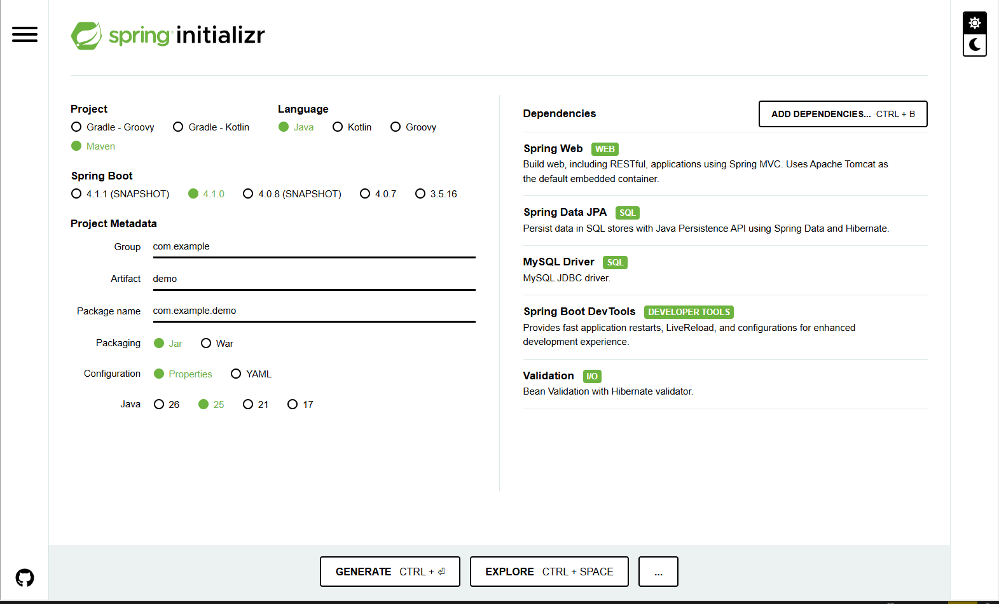 spring initializr
Project
Gradle - Groovy Gradle - Kotlin
Maven
Language
Java Kotlin Groovy
Spring Boot
4.1.1 (SNAPSHOT) 4.1.0 4.0.8 (SNAPSHOT) 4.0.7 3.5.16
Project Metadata
Group com.example
Artifact demo
Package name com.example.demo
Packaging Jar War
Configuration Properties YAML
Java 26 25 21 17
Dependencies
ADD DEPENDENCIES... CTRL + B
Spring Web WEB
Build web, including RESTful, applications using Spring MVC. Uses Apache Tomcat as
the default embedded container.
Spring Data JPA SQL
Persist data in SQL stores with Java Persistence API using Spring Data and Hibernate.
MySQL Driver SQL
MySQL JDBC driver.
Spring Boot DevTools DEVELOPER TOOLS
Provides fast application restarts, LiveReload, and configurations for enhanced
development experience.
Validation I/O
Bean Validation with Hibernate validator.
GENERATE CTRL + ⏎
EXPLORE CTRL + SPACE
...